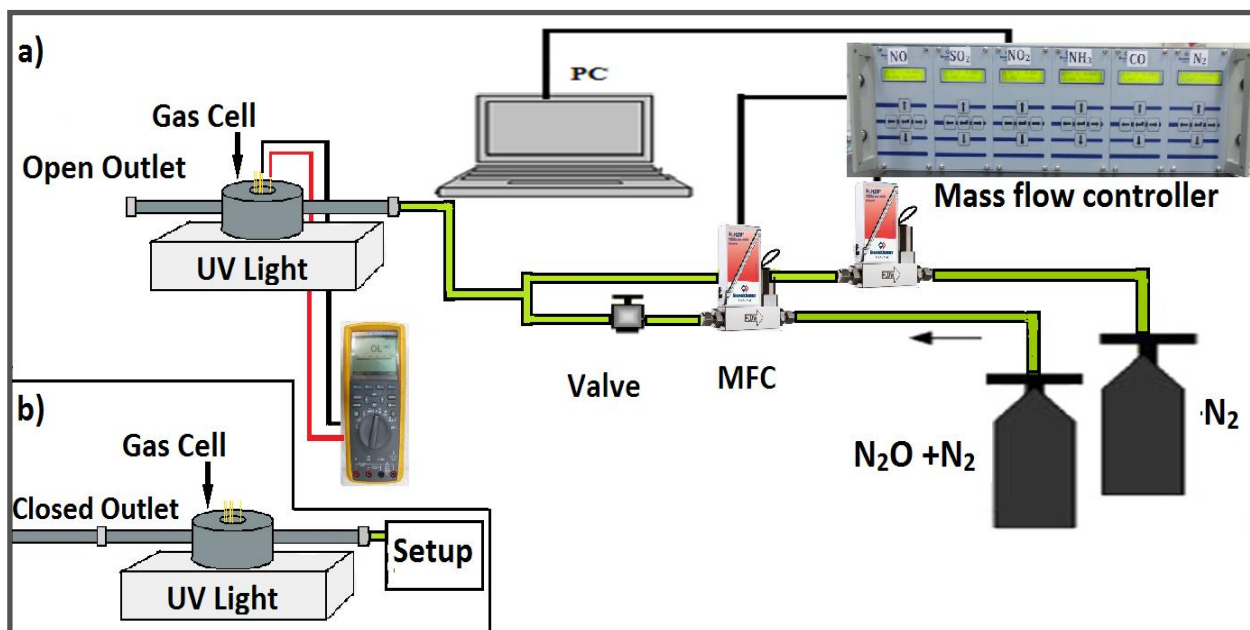 a)
PC
NO SO₂ NO₂ NH₃ CO N₂
Gas Cell
Open Outlet
Mass flow controller
UV Light
OL
Valve
MFC
N₂O +N₂
N₂
b)
Gas Cell
Closed Outlet
Setup
UV Light